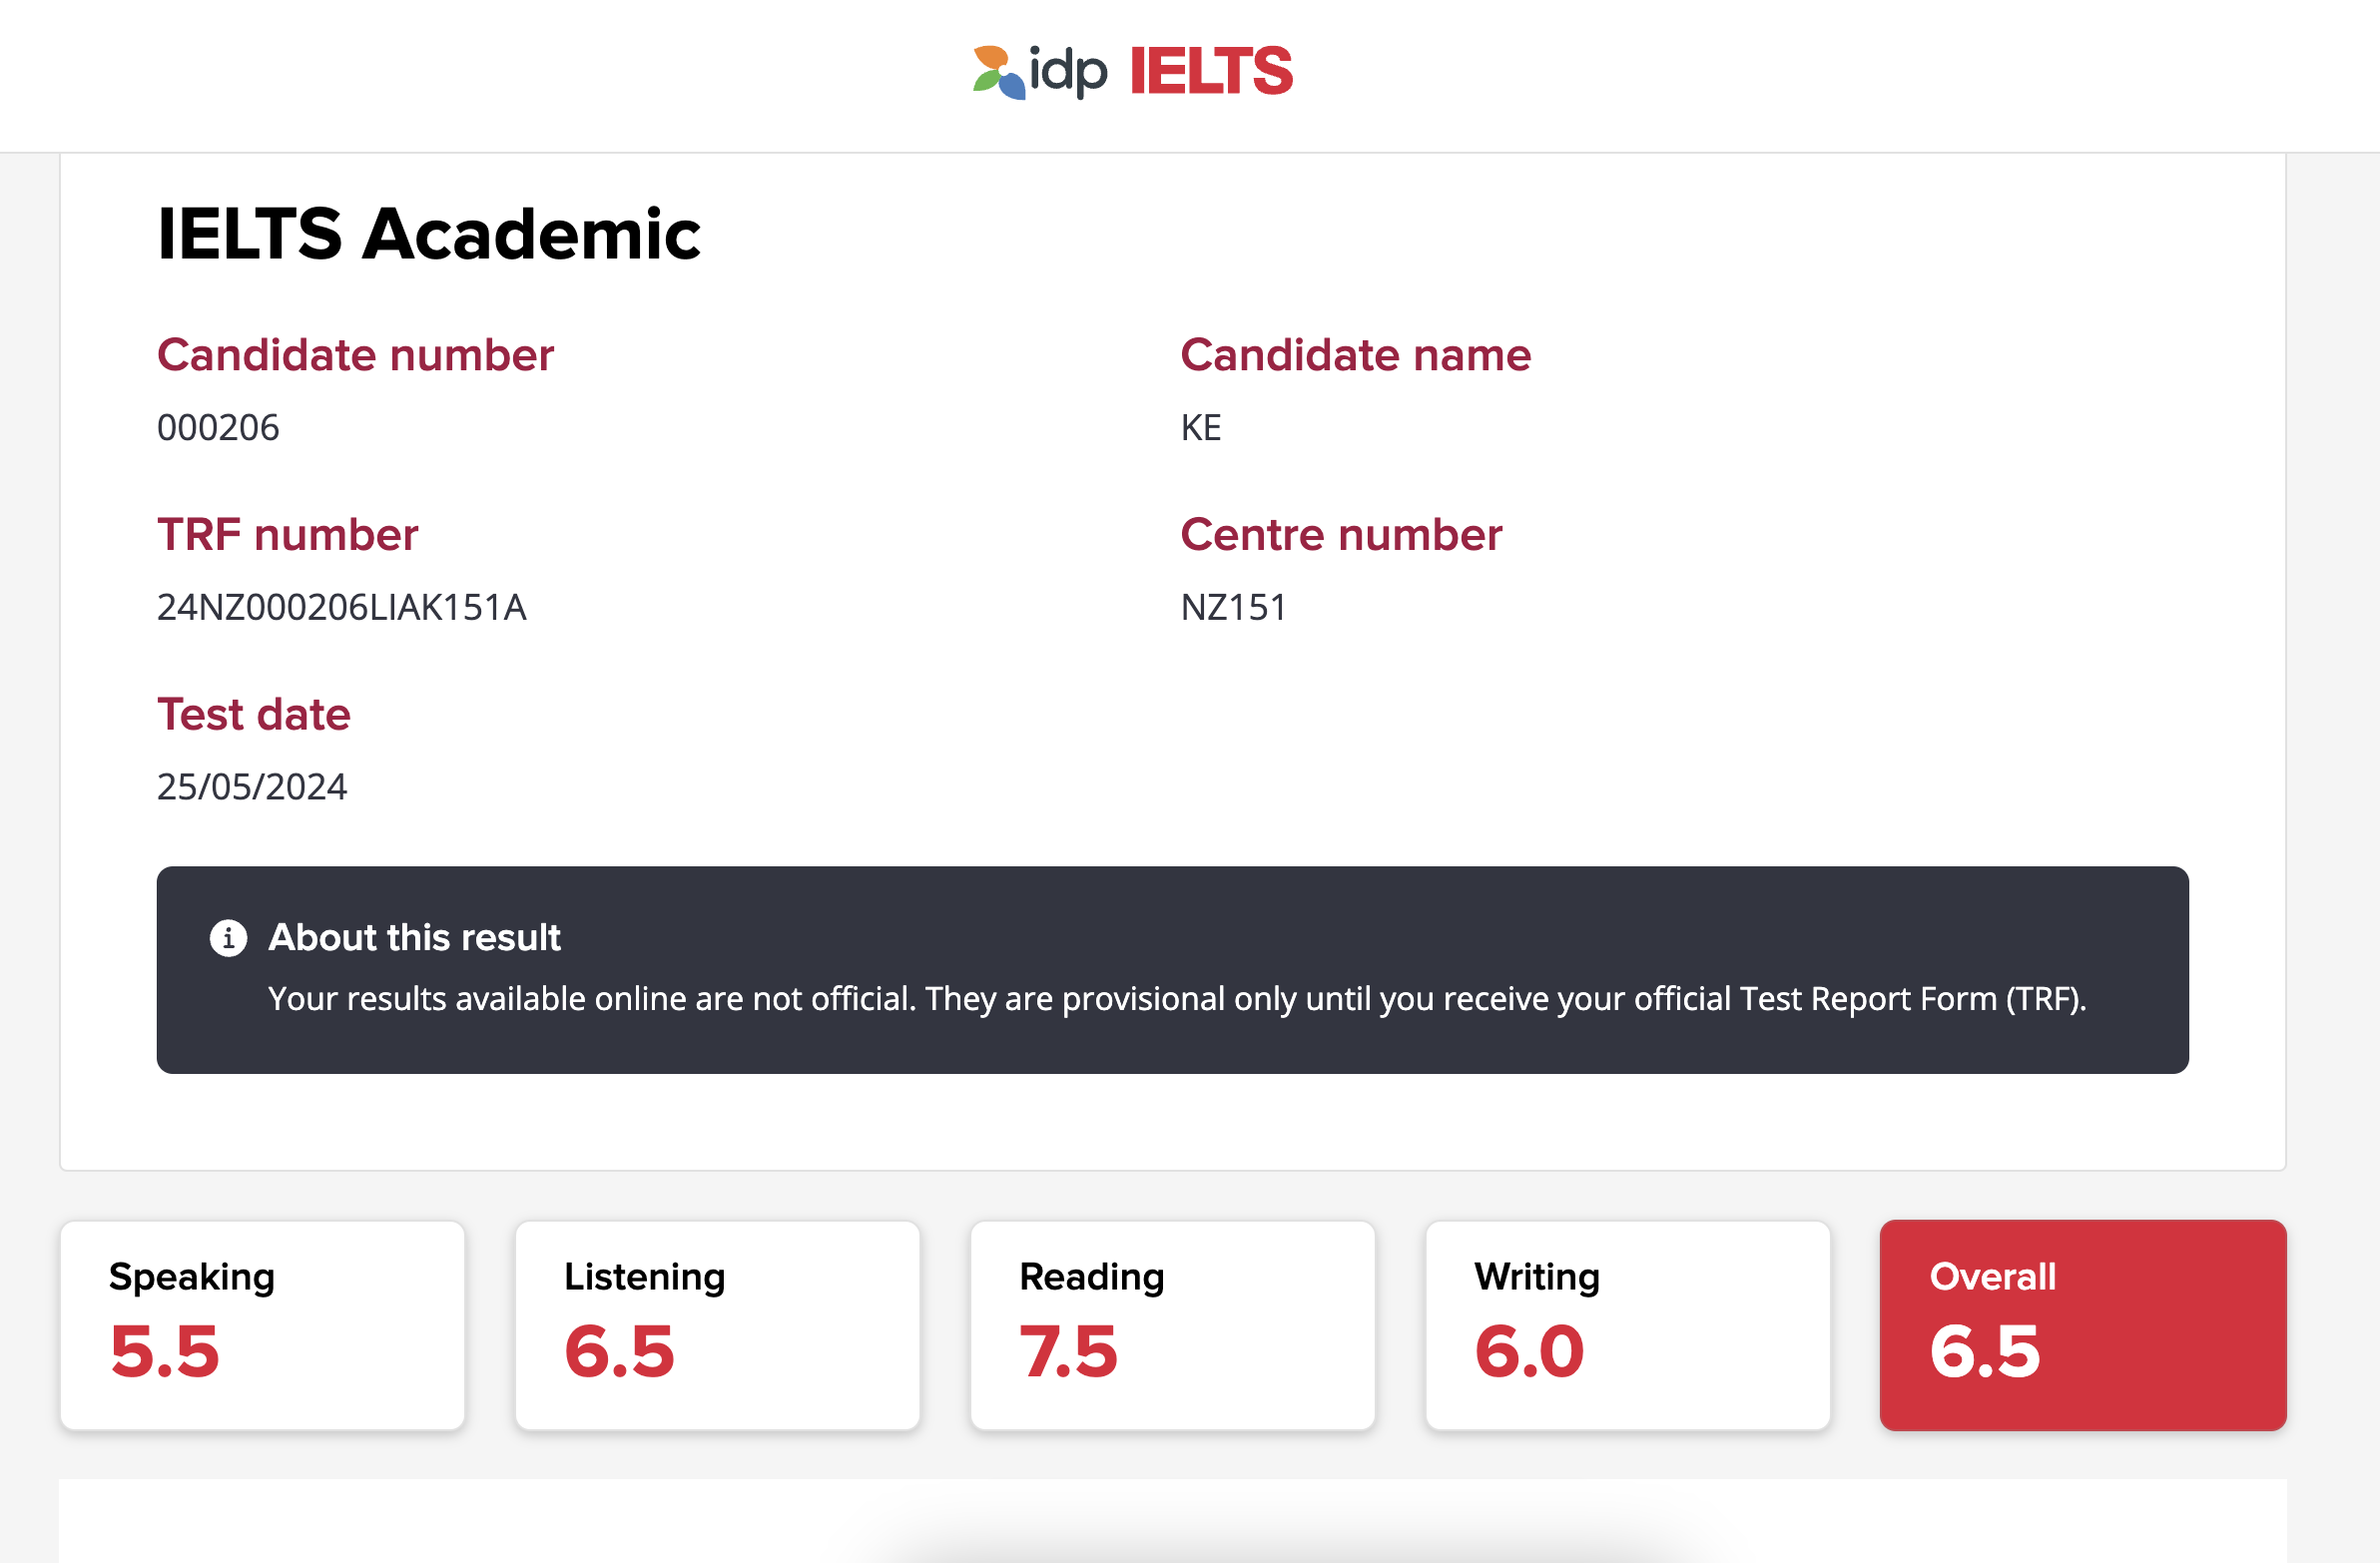 idp IELTS
IELTS Academic
Candidate number
Candidate name
000206
KE
TRF number
Centre number
24NZ000206LIAK151A
NZ151
Test date
25/05/2024
About this result
Your results available online are not official. They are provisional only until you receive your official Test Report Form (TRF).
Speaking
5.5
Listening
6.5
Reading
7.5
Writing
6.0
Overall
6.5